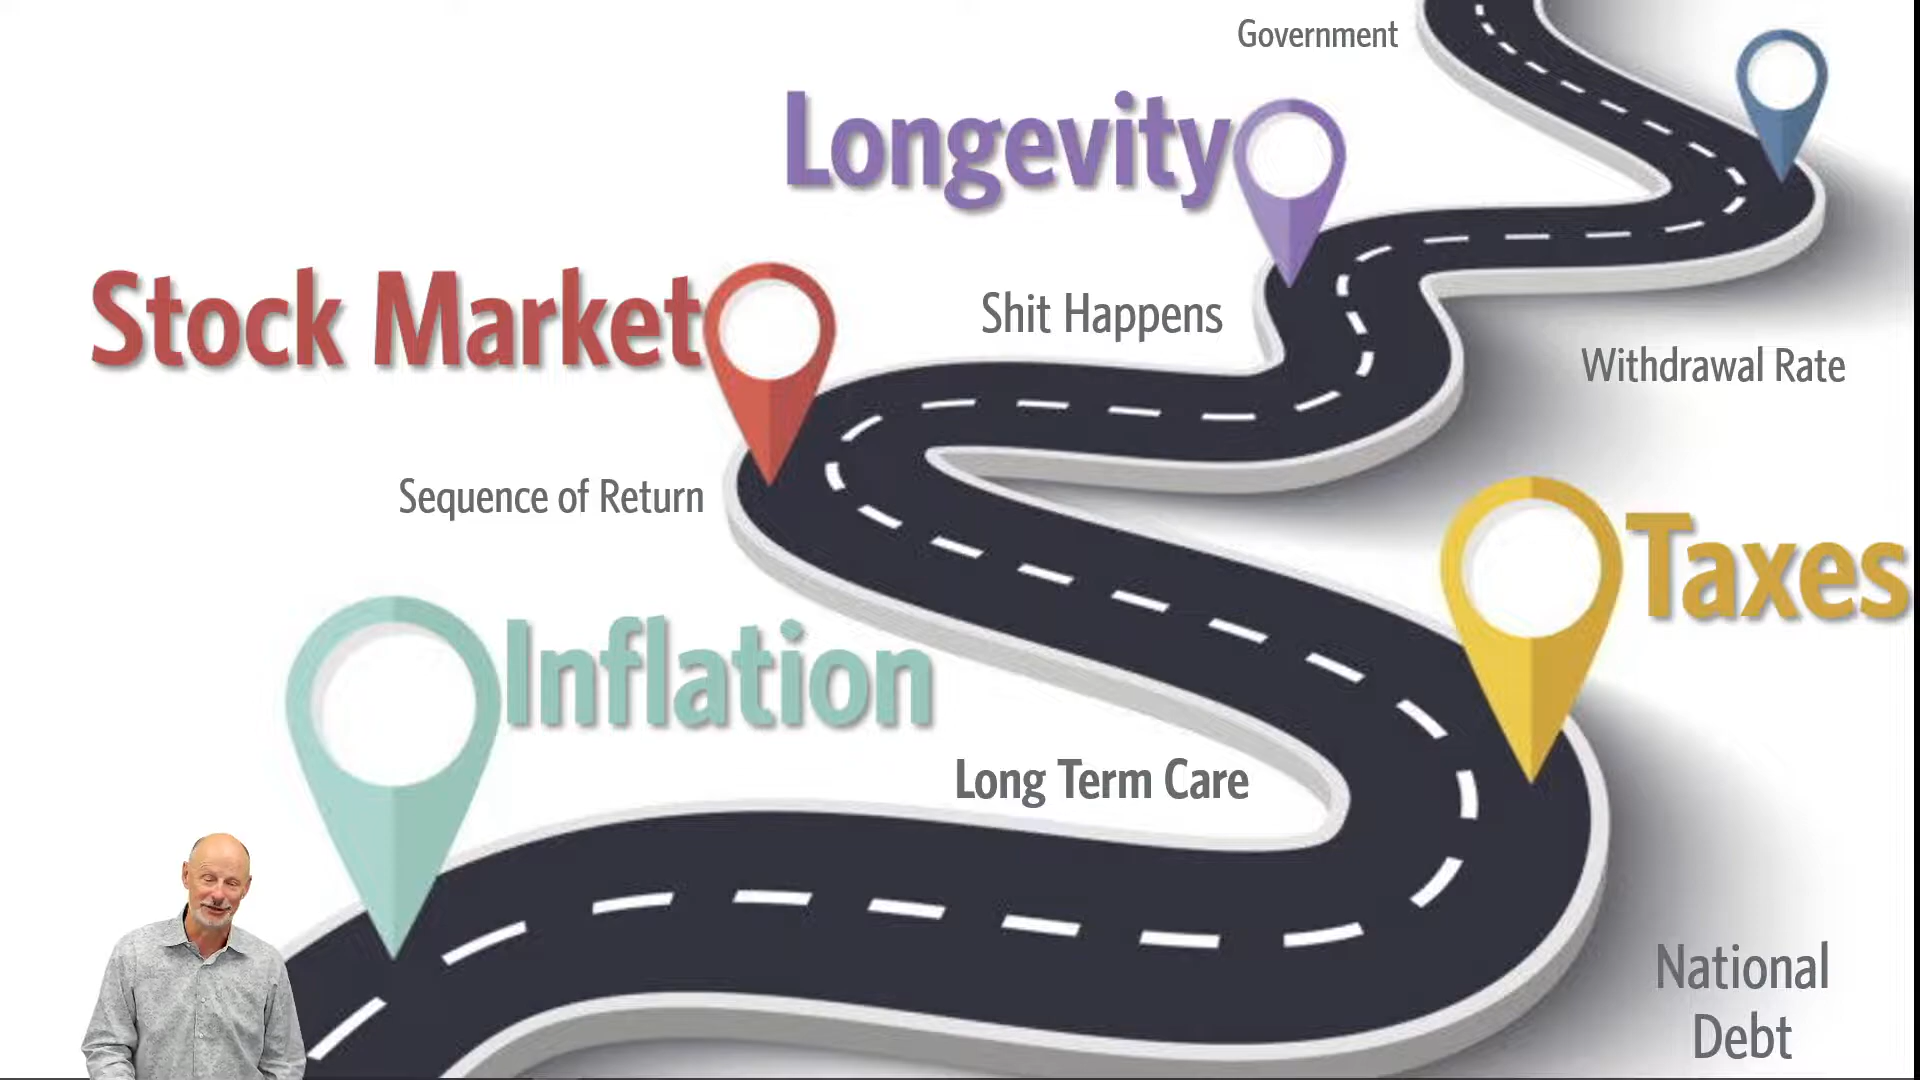 Government
Longevity
Stock Market
Shit Happens
Withdrawal Rate
Sequence of Return
Taxes
Inflation
Long Term Care
National
Debt